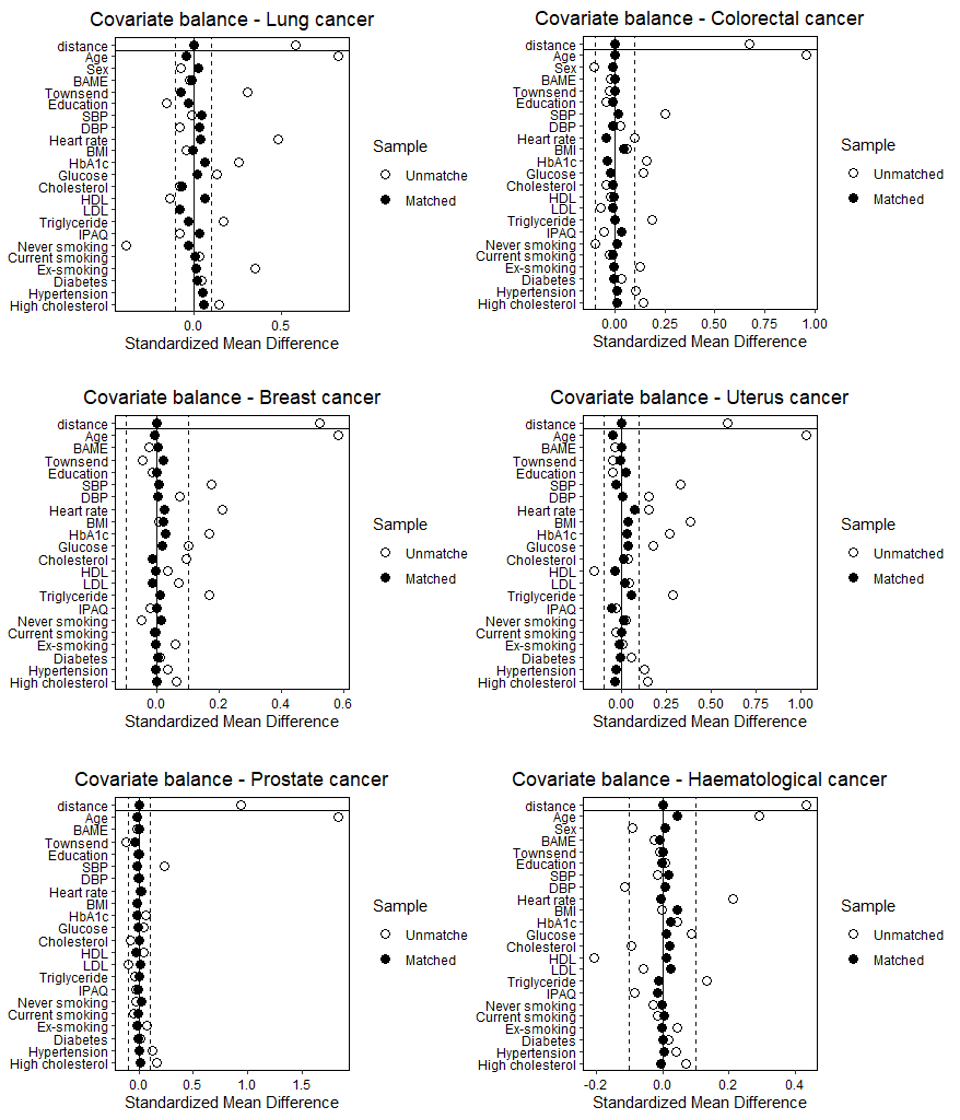 Covariate balance - Lung cancer
distance
Age
Sex
BAME
Townsend
Education
SBP
DBP
Heart rate
BMI
HbA1c
Glucose
Cholesterol
HDL
LDL
Triglyceride
IPAQ
Never smoking
Current smoking
Ex-smoking
Diabetes
Hypertension
High cholesterol
0.0 0.5
Standardized Mean Difference
Sample
Unmatche
Matched
Covariate balance - Colorectal cancer
distance
Age
Sex
BAME
Townsend
Education
SBP
DBP
Heart rate
BMI
HbA1c
Glucose
Cholesterol
HDL
LDL
Triglyceride
IPAQ
Never smoking
Current smoking
Ex-smoking
Diabetes
Hypertension
High cholesterol
0.00 0.25 0.50 0.75 1.00
Standardized Mean Difference
Sample
Unmatched
Matched
Covariate balance - Breast cancer
distance
Age
BAME
Townsend
Education
SBP
DBP
Heart rate
BMI
HbA1c
Glucose
Cholesterol
HDL
LDL
Triglyceride
IPAQ
Never smoking
Current smoking
Ex-smoking
Diabetes
Hypertension
High cholesterol
0.0 0.2 0.4 0.6
Standardized Mean Difference
Sample
Unmatche
Matched
Covariate balance - Uterus cancer
distance
Age
BAME
Townsend
Education
SBP
DBP
Heart rate
BMI
HbA1c
Glucose
Cholesterol
HDL
LDL
Triglyceride
IPAQ
Never smoking
Current smoking
Ex-smoking
Diabetes
Hypertension
High cholesterol
0.00 0.25 0.50 0.75 1.00
Standardized Mean Difference
Sample
Unmatched
Matched
Covariate balance - Prostate cancer
distance
Age
BAME
Townsend
Education
SBP
DBP
Heart rate
BMI
HbA1c
Glucose
Cholesterol
HDL
LDL
Triglyceride
IPAQ
Never smoking
Current smoking
Ex-smoking
Diabetes
Hypertension
High cholesterol
0.0 0.5 1.0 1.5
Standardized Mean Difference
Sample
Unmatche
Matched
Covariate balance - Haematological cancer
distance
Age
Sex
BAME
Townsend
Education
SBP
DBP
Heart rate
BMI
HbA1c
Glucose
Cholesterol
HDL
LDL
Triglyceride
IPAQ
Never smoking
Current smoking
Ex-smoking
Diabetes
Hypertension
High cholesterol
-0.2 0.0 0.2 0.4
Standardized Mean Difference
Sample
Unmatched
Matched